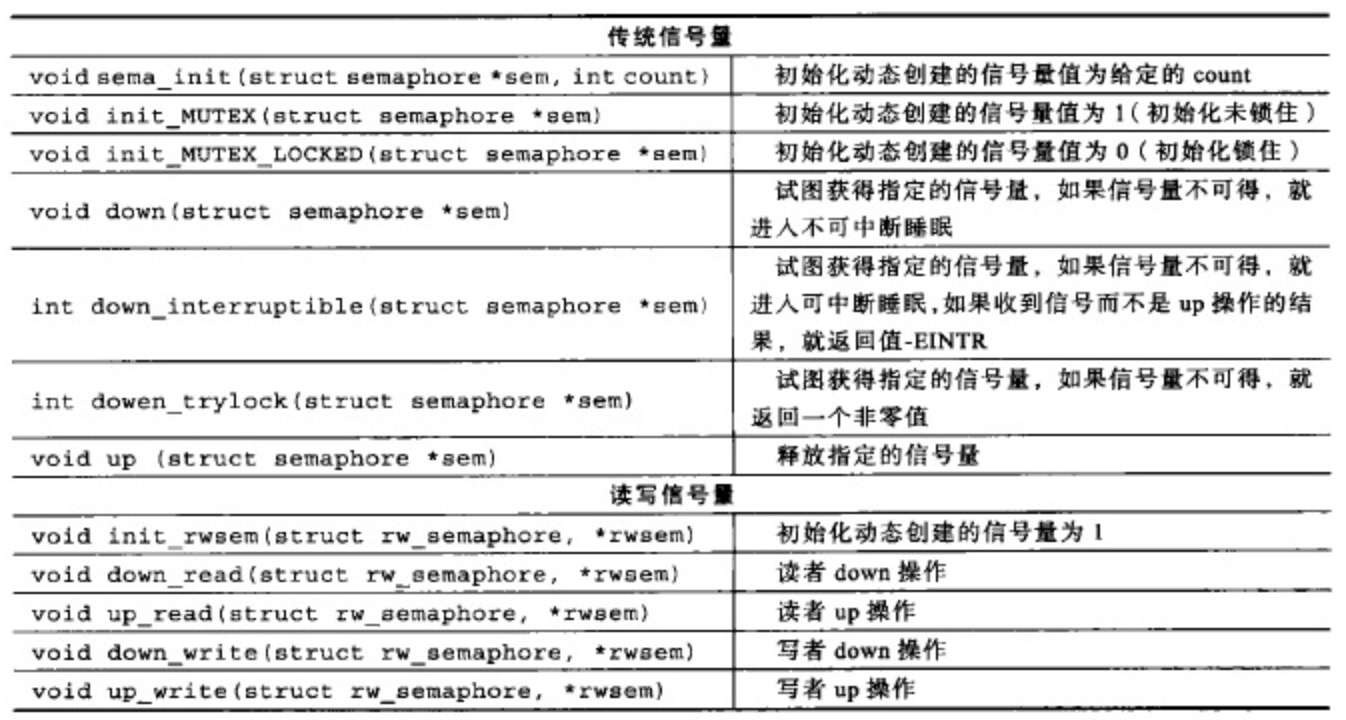 传统信号量
void sema_init(struct semaphore *sem, int count) 初始化动态创建的信号量值为给定的 count
void init_MUTEX(struct semaphore *sem) 初始化动态创建的信号量值为 1（初始化未锁住）
void init_MUTEX_LOCKED(struct semaphore *sem) 初始化动态创建的信号量值为 0（初始化锁住）
void down(struct semaphore *sem) 试图获得指定的信号量，如果信号量不可得，就
进入不可中断睡眠
int down_interruptible(struct semaphore *sem) 试图获得指定的信号量，如果信号量不可得，就
进入可中断睡眠，如果收到信号而不是 up 操作的结
果，就返回值-EINTR
int dowen_trylock(struct semaphore *sem) 试图获得指定的信号量，如果信号量不可得，就
返回一个非零值
void up (struct semaphore *sem) 释放指定的信号量
读写信号量
void init_rwsem(struct rw_semaphore, *rwsem) 初始化动态创建的信号量为 1
void down_read(struct rw_semaphore, *rwsem) 读者 down 操作
void up_read(struct rw_semaphore, *rwsem) 读者 up 操作
void down_write(struct rw_semaphore, *rwsem) 写者 down 操作
void up_write(struct rw_semaphore, *rwsem) 写者 up 操作